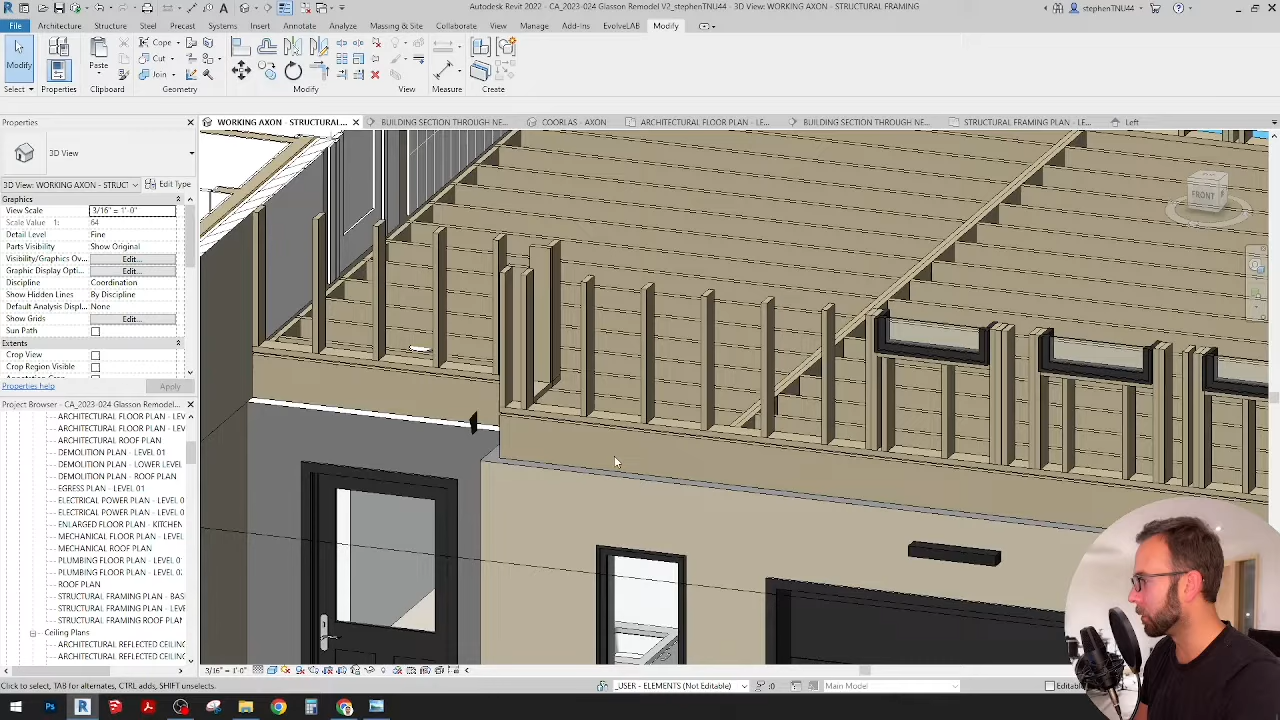 Autodesk Revit 2022 - CA_2023-024 Glasson Remodel V2_stephenTNU44 - 3D View: WORKING AXON - STRUCTURAL FRAMING
stephenTNU44
File Architecture Structure Steel Precast Systems Insert Annotate Analyze Massing & Site Collaborate View Manage Add-Ins EvolveLAB Modify
Modify Paste Cope Cut Join
Select Properties Clipboard Geometry Modify View Measure Create
Properties
WORKING AXON - STRUCTURAL... BUILDING SECTION THROUGH NE... COORLAS - AXON ARCHITECTURAL FLOOR PLAN - LE... BUILDING SECTION THROUGH NE... STRUCTURAL FRAMING PLAN - LE... Left
3D View
3D View: WORKING AXON - STRUCT Edit Type
Graphics
View Scale 3/16" = 1'-0"
Scale Value 1: 64
Detail Level Fine
Parts Visibility Show Original
Visibility/Graphics Ov... Edit...
Graphic Display Opti... Edit...
Discipline Coordination
Show Hidden Lines By Discipline
Default Analysis Displ... None
Show Grids Edit...
Sun Path
Extents
Crop View
Crop Region Visible
Properties help Apply
Project Browser - CA_2023-024 Glasson Remodel...
ARCHITECTURAL FLOOR PLAN - LEV
ARCHITECTURAL FLOOR PLAN - LEV
ARCHITECTURAL ROOF PLAN
DEMOLITION PLAN - LEVEL 01
DEMOLITION PLAN - LOWER LEVEL
DEMOLITION PLAN - ROOF PLAN
EGRESS PLAN - LEVEL 01
ELECTRICAL POWER PLAN - LEVEL 0
ELECTRICAL POWER PLAN - LEVEL 0
ENLARGED FLOOR PLAN - KITCHEN
MECHANICAL FLOOR PLAN - LEVEL
MECHANICAL ROOF PLAN
PLUMBING FLOOR PLAN - LEVEL 0
PLUMBING FLOOR PLAN - LEVEL 0
ROOF PLAN
STRUCTURAL FRAMING PLAN - BAS
STRUCTURAL FRAMING PLAN - LEVE
STRUCTURAL FRAMING ROOF PLAN
Ceiling Plans
ARCHITECTURAL REFLECTED CEILING
ARCHITECTURAL REFLECTED CEILING
FRONT
3/16" = 1'-0"
Click to select, TAB for alternates, CTRL adds, SHIFT unselects.
_USER - ELEMENTS (Not Editable) :0 Main Model Editable